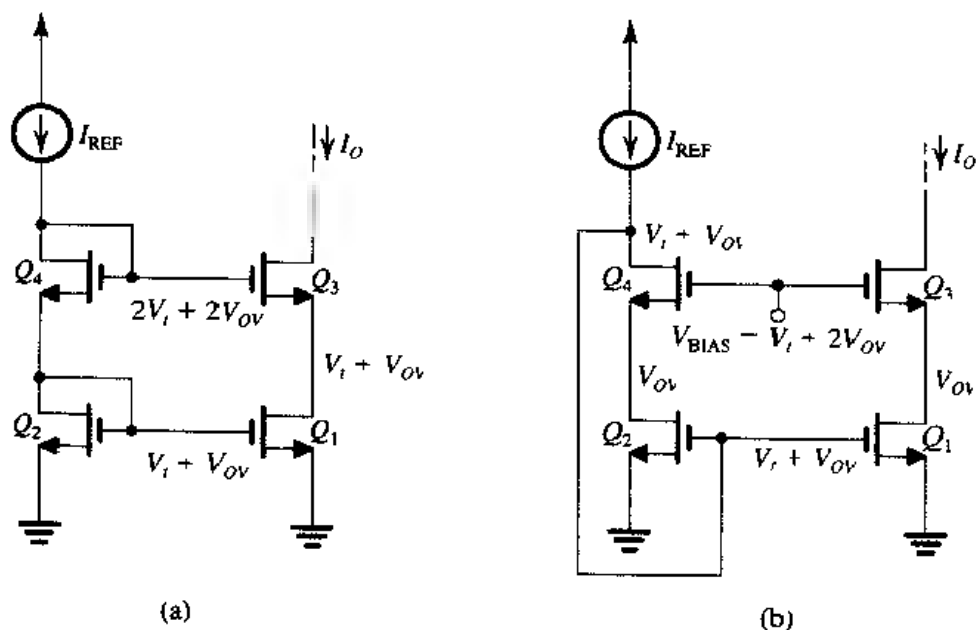 I_REF
I_O
Q_4
Q_3
2V_t + 2V_OV
V_t + V_OV
Q_2
Q_1
V_t + V_OV
(a)
I_REF
I_O
V_t + V_OV
Q_4
Q_3
V_BIAS = V_t + 2V_OV
V_OV
V_OV
Q_2
Q_1
V_t + V_OV
(b)